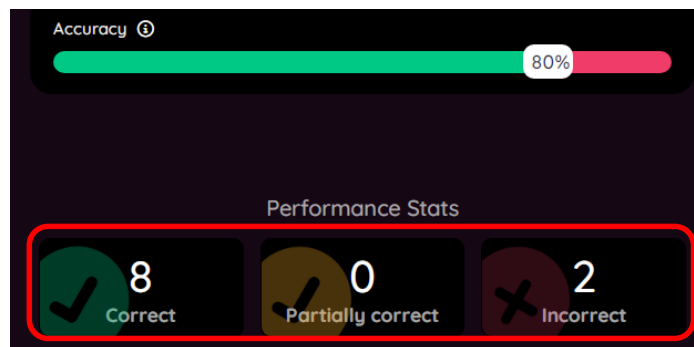 Accuracy
80%
Performance Stats
8 0 2
Correct Partially correct Incorrect